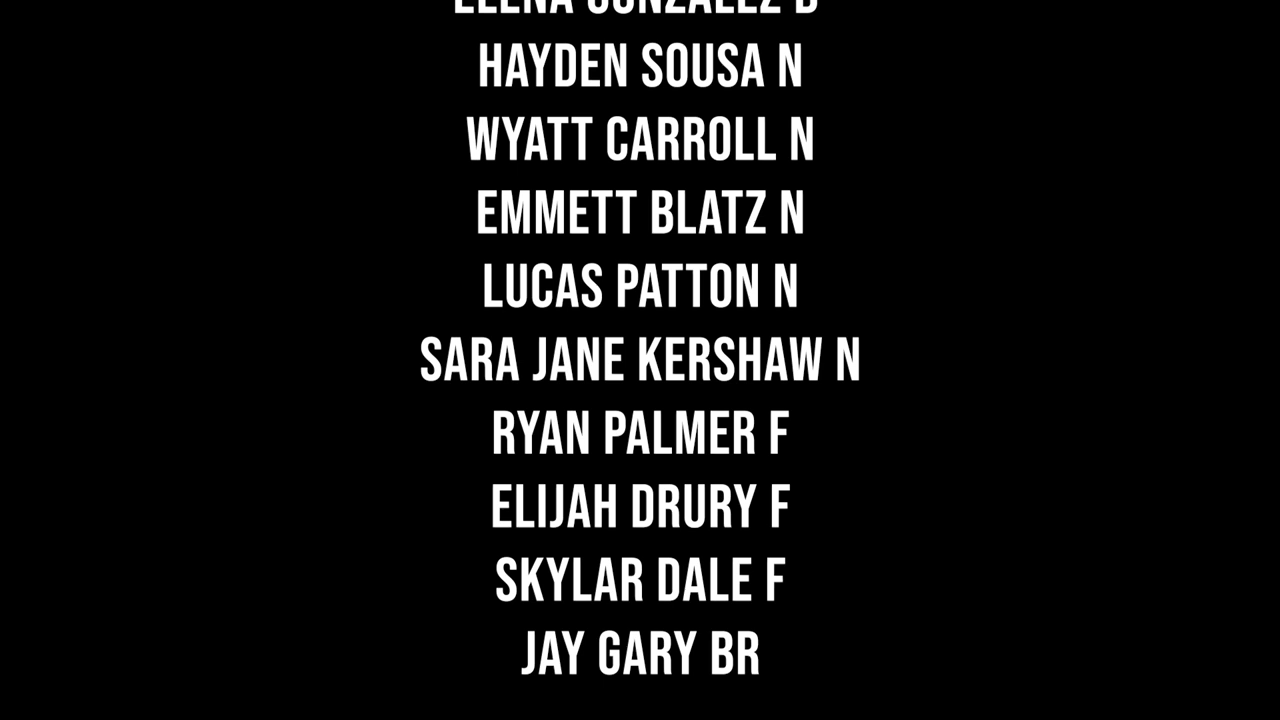 ELENA GONZALEZ B
HAYDEN SOUSA N
WYATT CARROLL N
EMMETT BLATZ N
LUCAS PATTON N
SARA JANE KERSHAW N
RYAN PALMER F
ELIJAH DRURY F
SKYLAR DALE F
JAY GARY BR